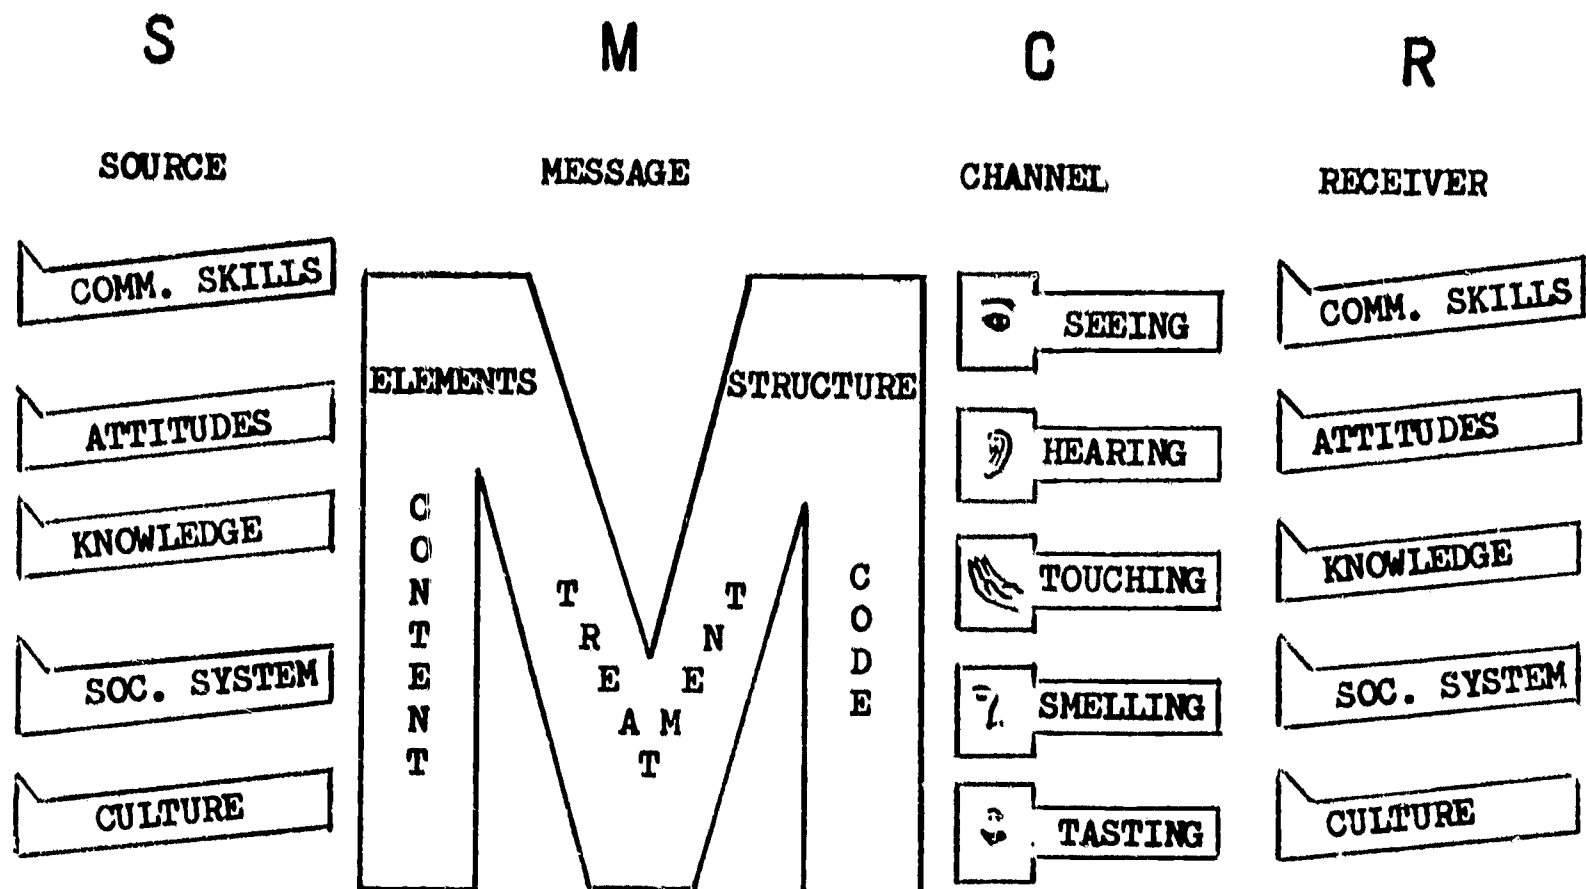 S M C R
SOURCE MESSAGE CHANNEL RECEIVER
COMM. SKILLS
ATTITUDES
KNOWLEDGE
SOC. SYSTEM
CULTURE
ELEMENTS
STRUCTURE
CONTENT
TREATMENT
CODE
SEEING
HEARING
TOUCHING
SMELLING
TASTING
COMM. SKILLS
ATTITUDES
KNOWLEDGE
SOC. SYSTEM
CULTURE